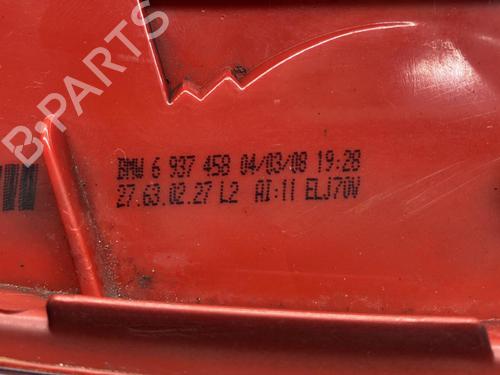 B-PARTS
BMW 6 937 458 04/03/08 19:28
27.63.02.27 L2 AI:11 ELJ70V